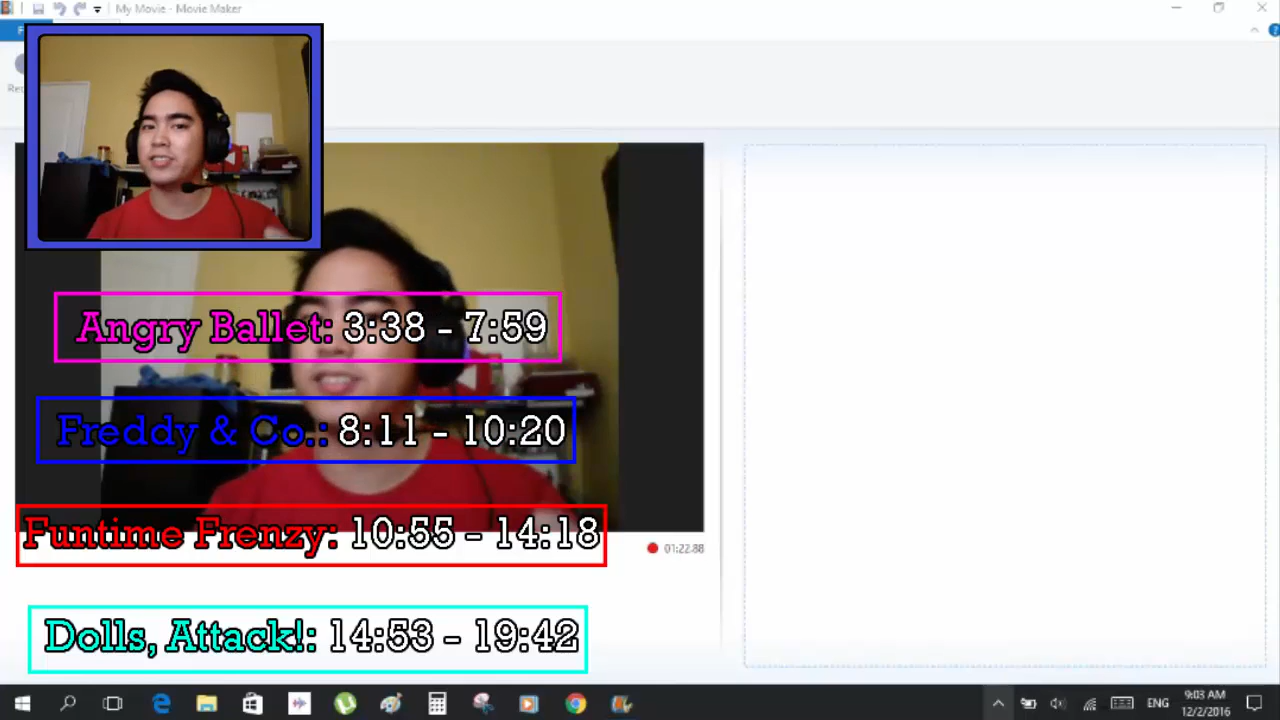 My Movie - Movie Maker
Angry Ballet: 3:38 - 7:59
Freddy & Co.: 8:11 - 10:20
Funtime Frenzy: 10:55 - 14:18
01:22.88
Dolls, Attack!: 14:53 - 19:42
ENG
9:03 AM
12/2/2016